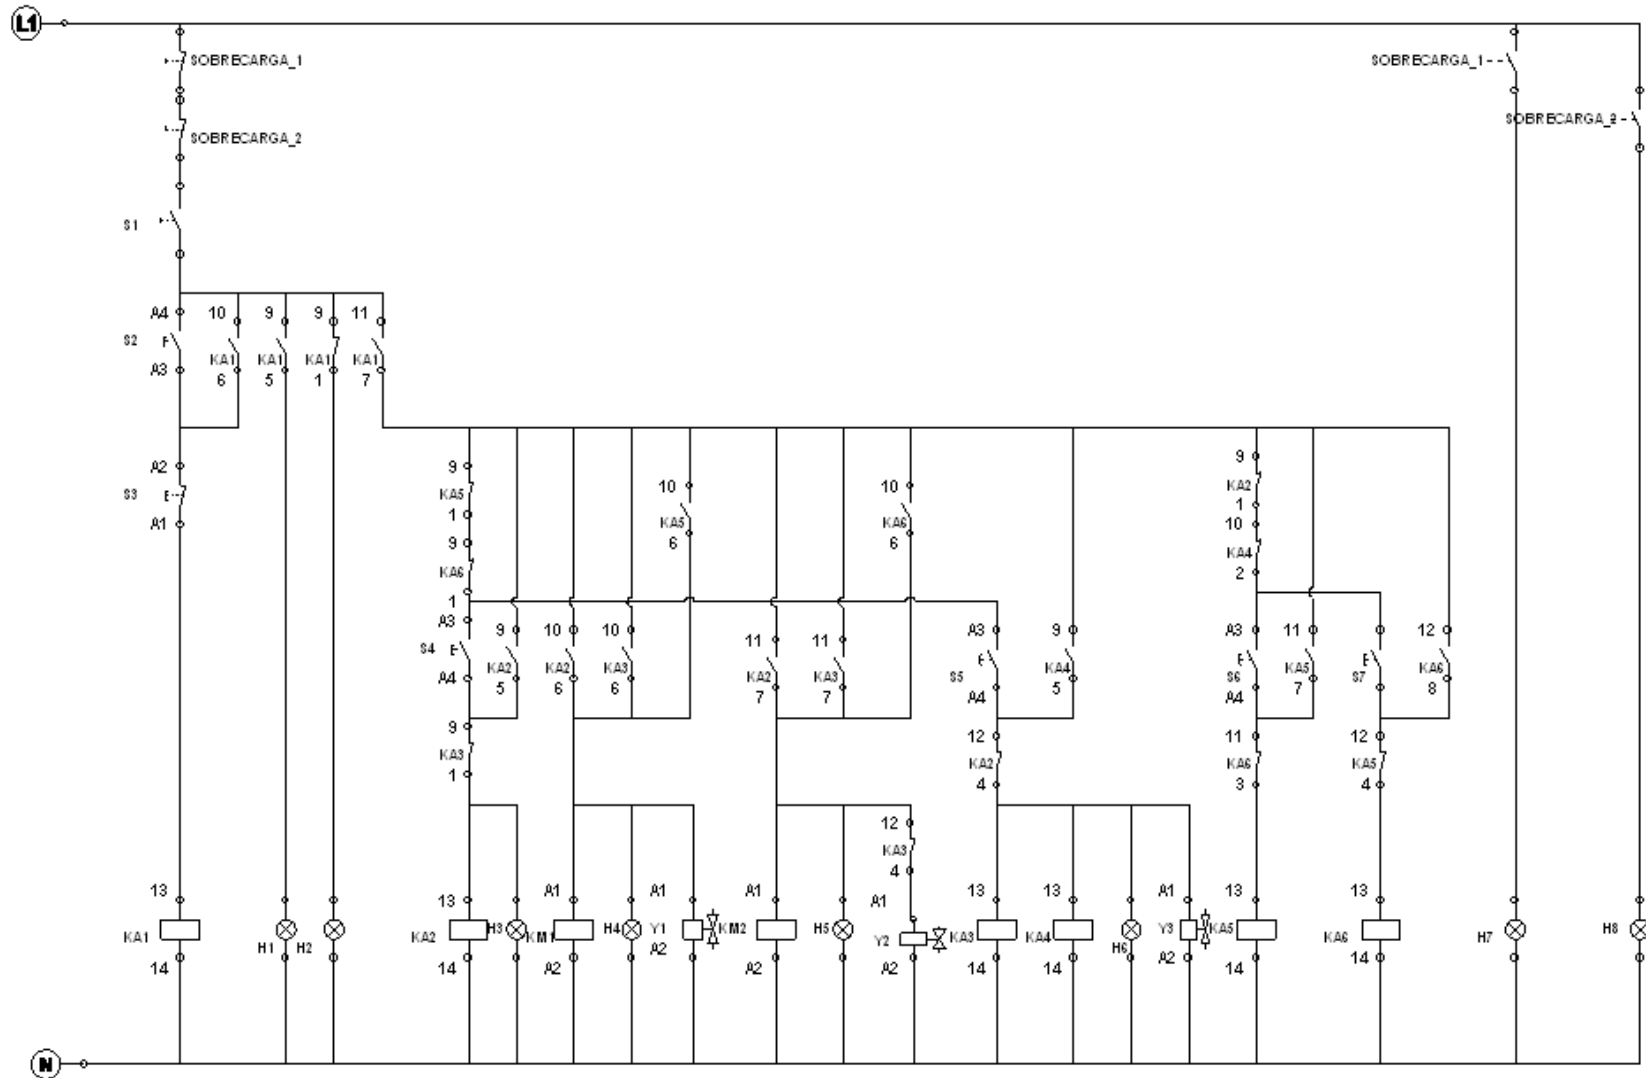 L1
SOBRECARGA_1
SOBRECARGA_1
SOBRECARGA_2
SOBRECARGA_2
S1
A4 10 9 9 11
S2 KA1 KA1 KA1 KA1
A3 6 5 1 7
A2 9 9
S3 KA5 10 10 KA2
A1 1 KA5 KA6 1
9 6 6 10
KA6 KA4
1 2
A3 9 10 10 11 11 A3 9 A3 11 12
S4 KA2 KA2 KA3 KA2 KA3 S5 KA4 S6 KA5 S7 KA6
A4 5 6 6 7 7 A4 5 A4 7 8
9 12 11 12
KA3 KA2 KA6 KA5
1 4 3 4
12
KA3
4
13 13 A1 A1 A1 A1 13 13 A1 13 13
KA1 H1 H2 KA2 H3 KM1 H4 Y1 KM2 H5 Y2 KA3 KA4 H6 Y3 KA5 KA6 H7 H8
14 14 A2 A2 A2 A2 14 14 A2 14 14
N